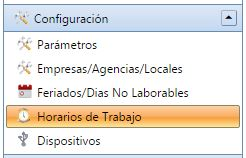 Configuración
Parámetros
Empresas/Agencias/Locales
Feriados/Dias No Laborables
Horarios de Trabajo
Dispositivos